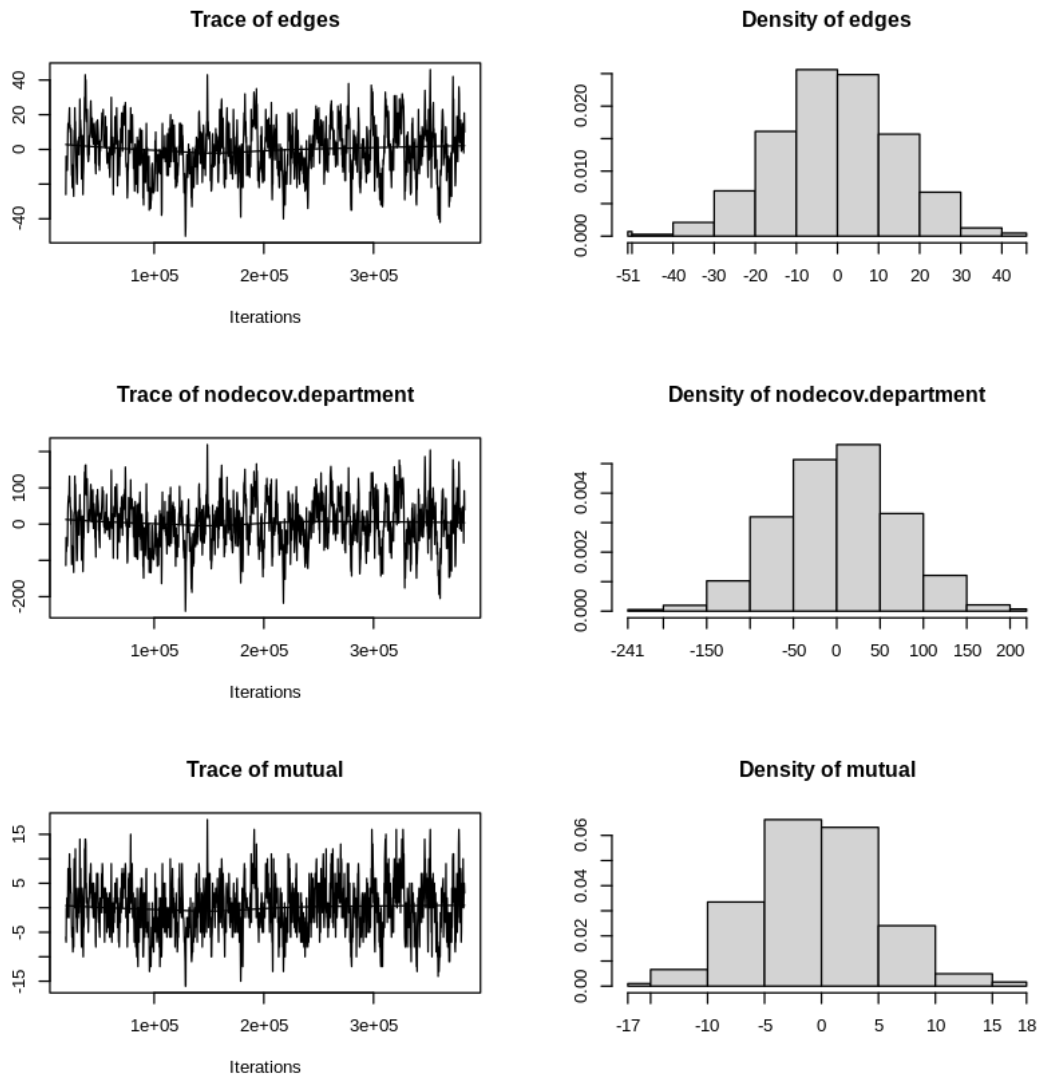 Trace of edges
40
20
0
-40
1e+05 2e+05 3e+05
Iterations
Density of edges
0.020
0.010
0.000
-51 -40 -30 -20 -10 0 10 20 30 40
Trace of nodecov.department
100
0
-200
1e+05 2e+05 3e+05
Iterations
Density of nodecov.department
0.004
0.002
0.000
-241 -150 -50 0 50 100 150 200
Trace of mutual
15
5
-5
-15
1e+05 2e+05 3e+05
Iterations
Density of mutual
0.06
0.04
0.02
0.00
-17 -10 -5 0 5 10 15 18